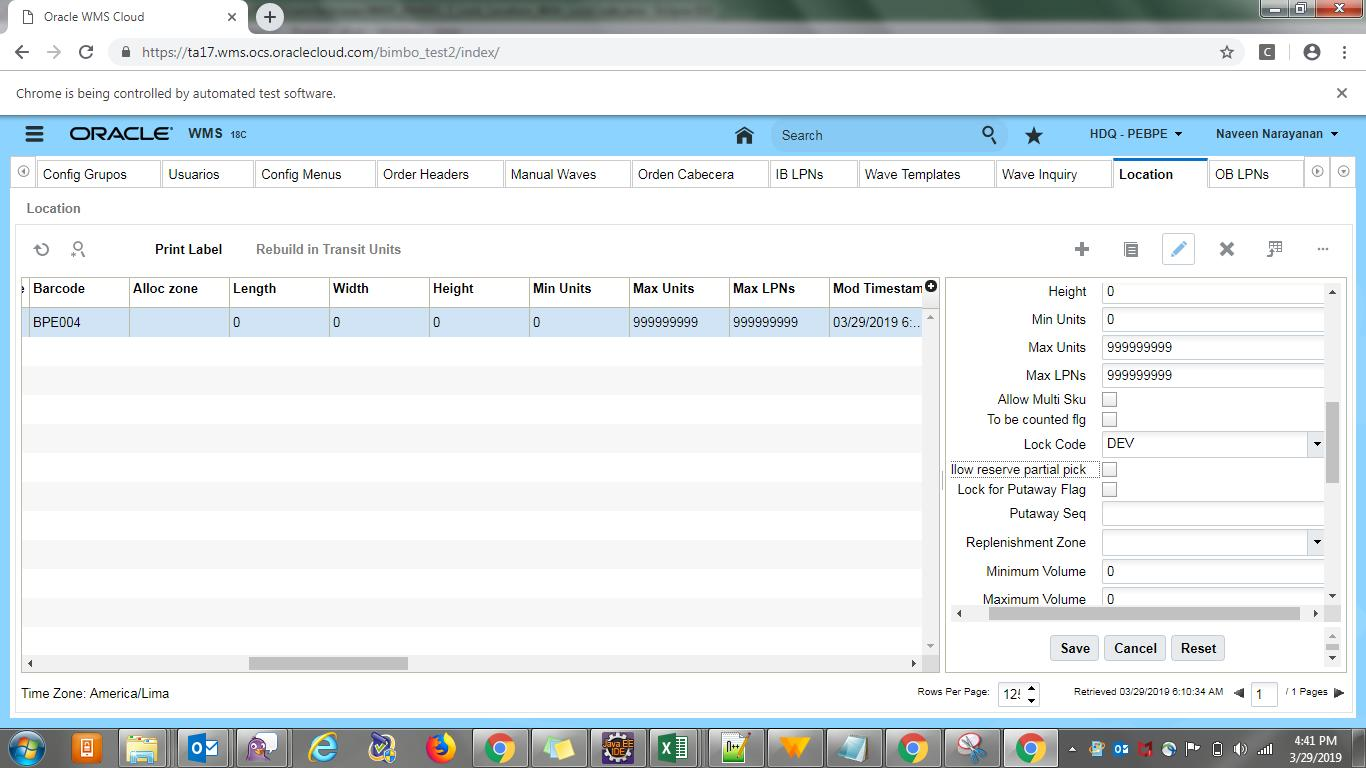 Oracle WMS Cloud
https://ta17.wms.ocs.oraclecloud.com/bimbo_test2/index/
Chrome is being controlled by automated test software.
ORACLE WMS 18C
Search
HDQ - PEBPE
Naveen Narayanan
Config Grupos
Usuarios
Config Menus
Order Headers
Manual Waves
Orden Cabecera
IB LPNs
Wave Templates
Wave Inquiry
Location
OB LPNs
Location
Print Label
Rebuild in Transit Units
Barcode Alloc zone Length Width Height Min Units Max Units Max LPNs Mod Timestam
BPE004 0 0 0 0 999999999 999999999 03/29/2019 6:...
Height 0
Min Units 0
Max Units 999999999
Max LPNs 999999999
Allow Multi Sku
To be counted flg
Lock Code DEV
llow reserve partial pick
Lock for Putaway Flag
Putaway Seq
Replenishment Zone
Minimum Volume 0
Maximum Volume 0
Save Cancel Reset
Time Zone: America/Lima
Rows Per Page: 12
Retrieved 03/29/2019 6:10:34 AM
1 / 1 Pages
4:41 PM
3/29/2019